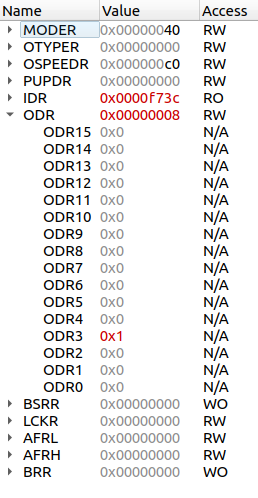 Name Value Access
MODER 0x00000040 RW
OTYPER 0x00000000 RW
OSPEEDR 0x000000c0 RW
PUPDR 0x00000000 RW
IDR 0x0000f73c RO
ODR 0x00000008 RW
ODR15 0x0 N/A
ODR14 0x0 N/A
ODR13 0x0 N/A
ODR12 0x0 N/A
ODR11 0x0 N/A
ODR10 0x0 N/A
ODR9 0x0 N/A
ODR8 0x0 N/A
ODR7 0x0 N/A
ODR6 0x0 N/A
ODR5 0x0 N/A
ODR4 0x0 N/A
ODR3 0x1 N/A
ODR2 0x0 N/A
ODR1 0x0 N/A
ODR0 0x0 N/A
BSRR 0x00000000 WO
LCKR 0x00000000 RW
AFRL 0x00000000 RW
AFRH 0x00000000 RW
BRR 0x00000000 WO